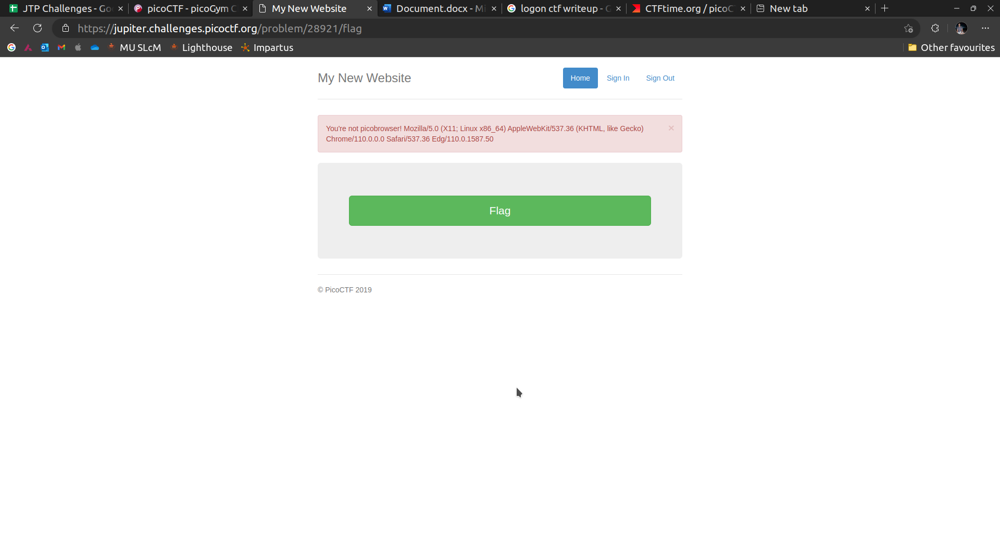 JTP Challenges - Goo
picoCTF - picoGym C
My New Website
Document.docx - Mi
logon ctf writeup - G
CTFtime.org / picoC
New tab
https://jupiter.challenges.picoctf.org/problem/28921/flag
MU SLcM
Lighthouse
Impartus
Other favourites
My New Website
Home
Sign In
Sign Out
You're not picobrowser! Mozilla/5.0 (X11; Linux x86_64) AppleWebKit/537.36 (KHTML, like Gecko)
Chrome/110.0.0.0 Safari/537.36 Edg/110.0.1587.50
×
Flag
© PicoCTF 2019